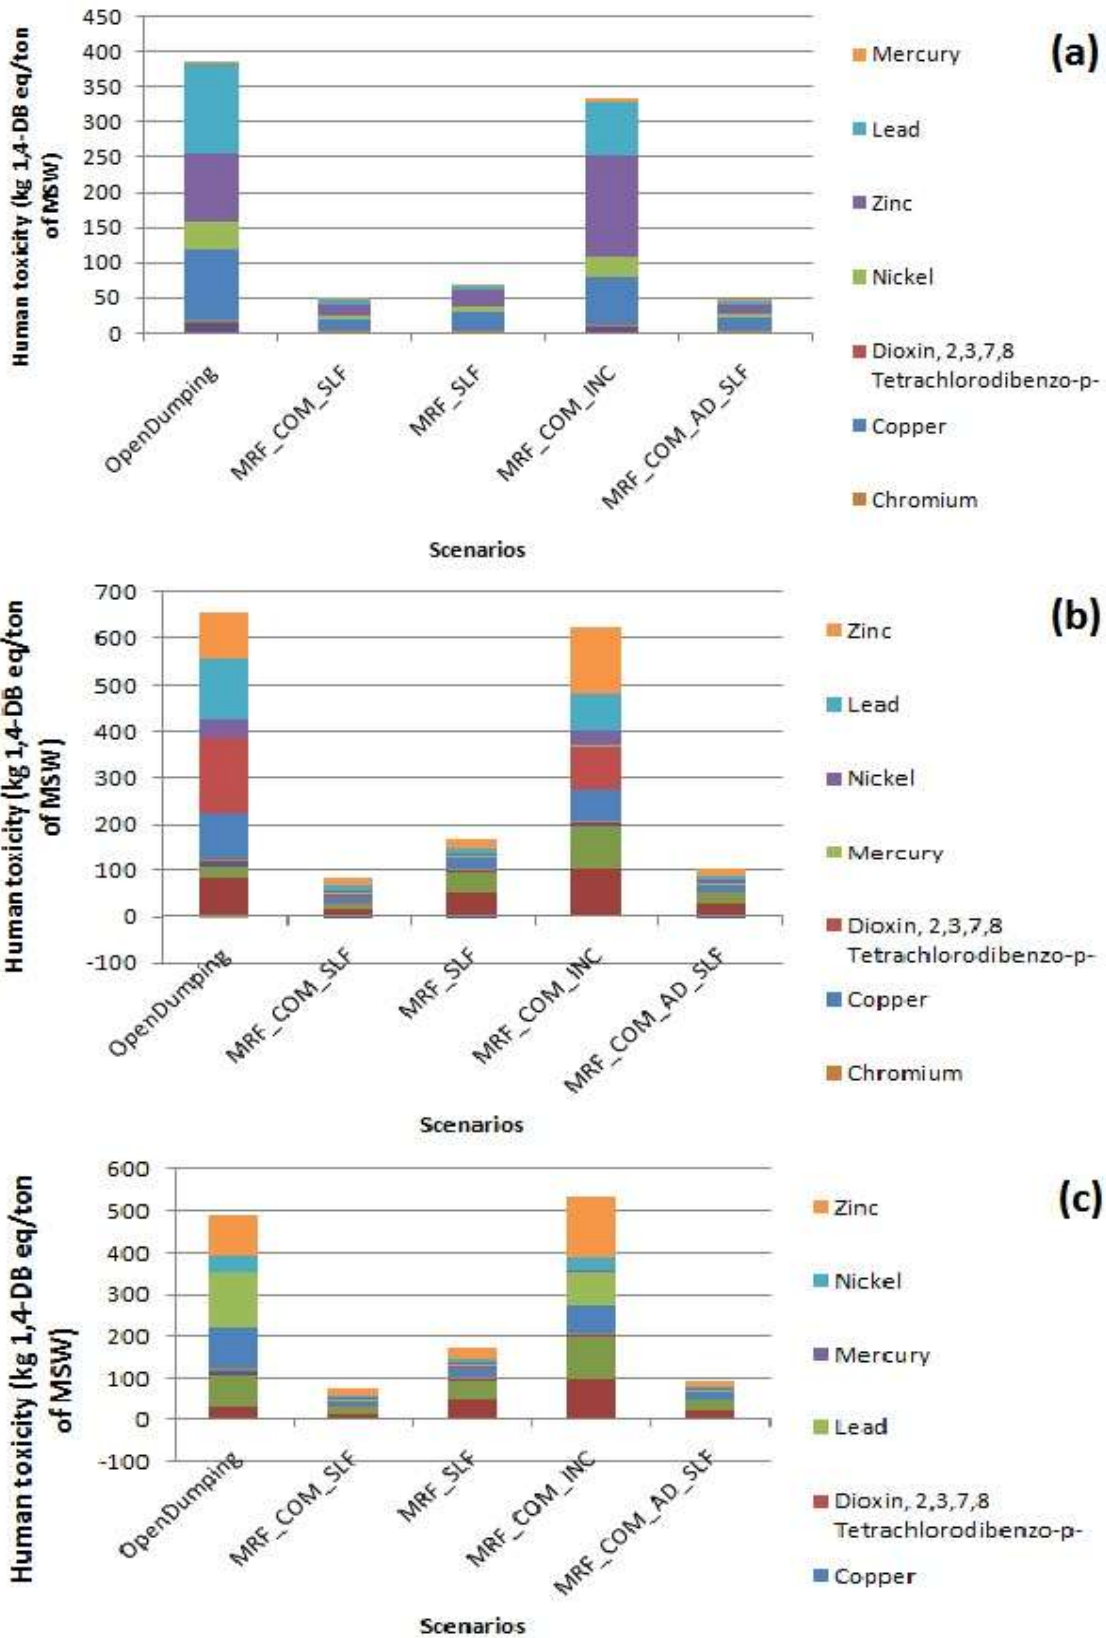 Human toxicity (kg 1,4-DB eq/ton
of MSW)
450
400
350
300
250
200
150
100
50
0
OpenDumping
MRF_COM_SLF
MRF_SLF
MRF_COM_INC
MRF_COM_AD_SLF
Scenarios
(a)
Mercury
Lead
Zinc
Nickel
Dioxin, 2,3,7,8
Tetrachlorodibenzo-p-
Copper
Chromium
Human toxicity (kg 1,4-DB eq/ton
of MSW)
700
600
500
400
300
200
100
0
-100
OpenDumping
MRF_COM_SLF
MRF_SLF
MRF_COM_INC
MRF_COM_AD_SLF
Scenarios
(b)
Zinc
Lead
Nickel
Mercury
Dioxin, 2,3,7,8
Tetrachlorodibenzo-p-
Copper
Chromium
Human toxicity (kg 1,4-DB eq/ton
of MSW)
600
500
400
300
200
100
0
-100
OpenDumping
MRF_COM_SLF
MRF_SLF
MRF_COM_INC
MRF_COM_AD_SLF
Scenarios
(c)
Zinc
Nickel
Mercury
Lead
Dioxin, 2,3,7,8
Tetrachlorodibenzo-p-
Copper